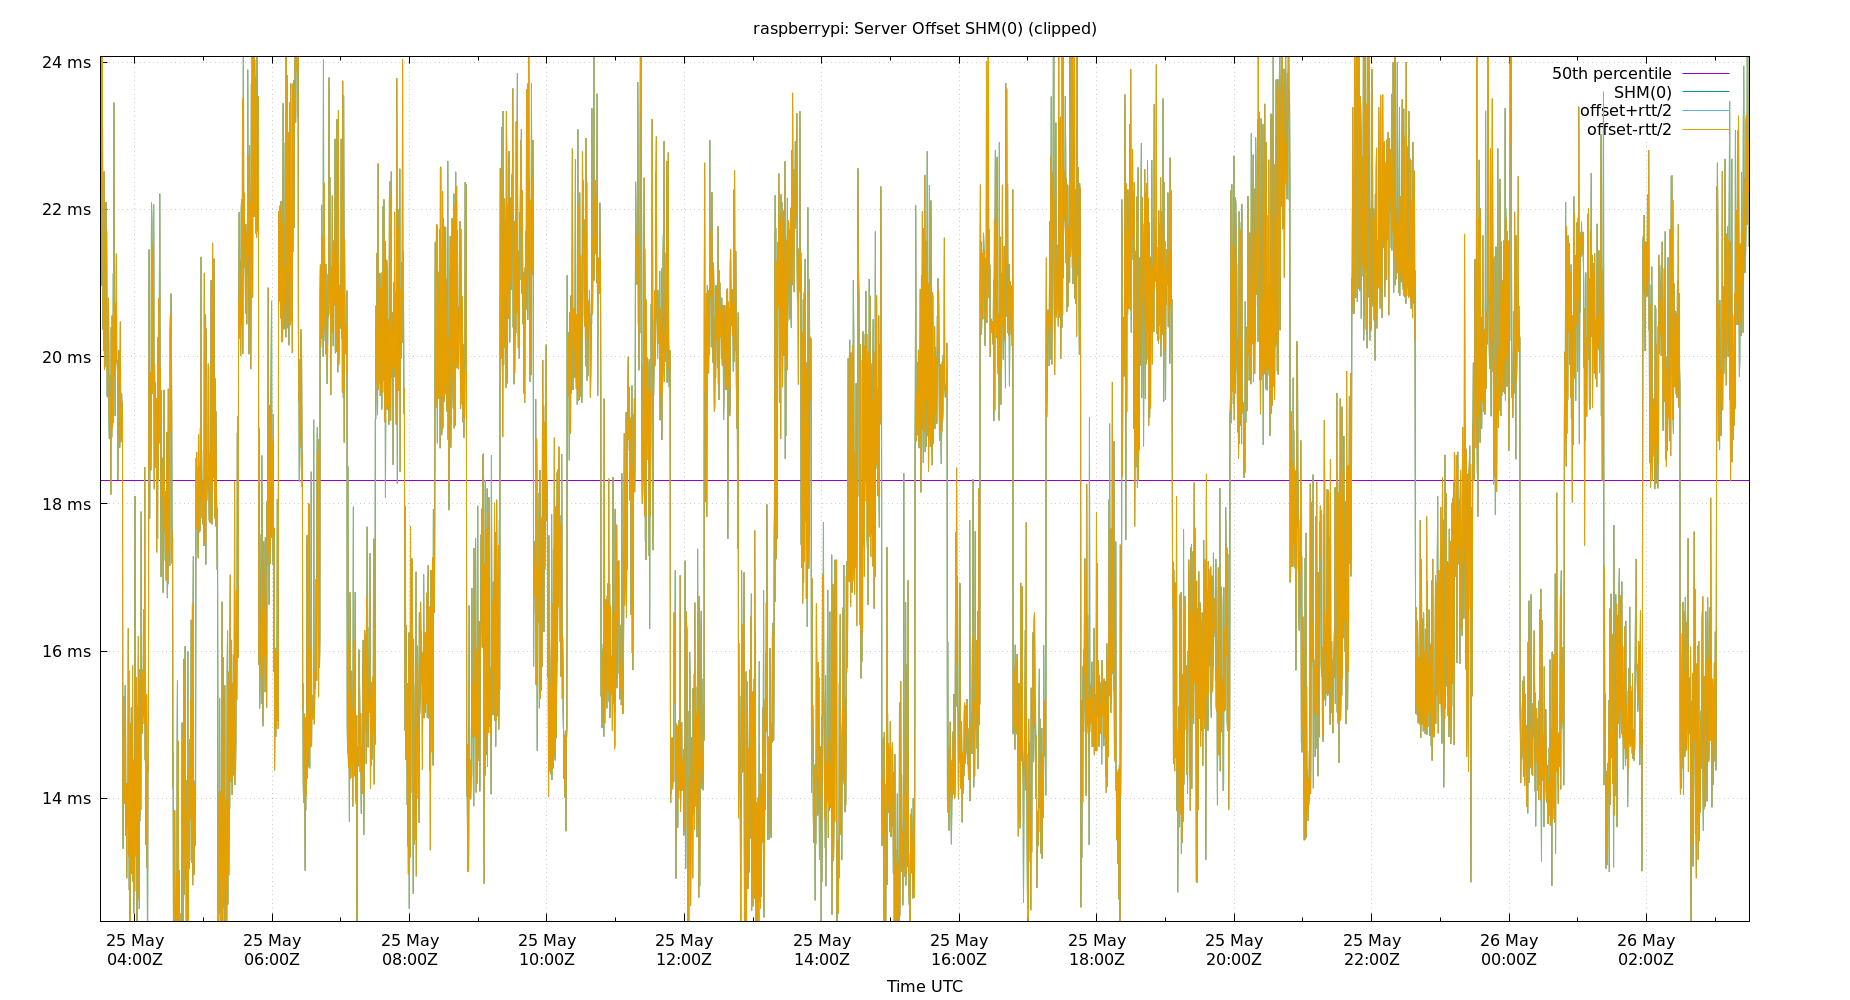 raspberrypi: Server Offset SHM(0) (clipped)
24 ms
22 ms
20 ms
18 ms
16 ms
14 ms
50th percentile
SHM(0)
offset+rtt/2
offset-rtt/2
25 May 25 May 25 May 25 May 25 May 25 May 25 May 25 May 25 May 25 May 26 May 26 May
04:00Z 06:00Z 08:00Z 10:00Z 12:00Z 14:00Z 16:00Z 18:00Z 20:00Z 22:00Z 00:00Z 02:00Z
Time UTC